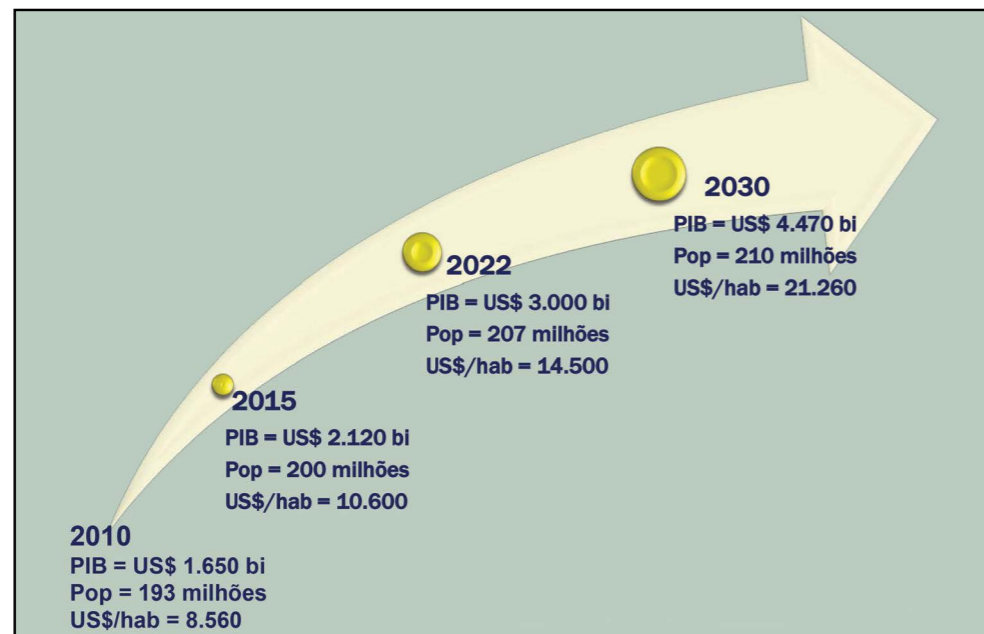 2030
PIB = US$ 4.470 bi
Pop = 210 milhões
US$/hab = 21.260
2022
PIB = US$ 3.000 bi
Pop = 207 milhões
US$/hab = 14.500
2015
PIB = US$ 2.120 bi
Pop = 200 milhões
US$/hab = 10.600
2010
PIB = US$ 1.650 bi
Pop = 193 milhões
US$/hab = 8.560